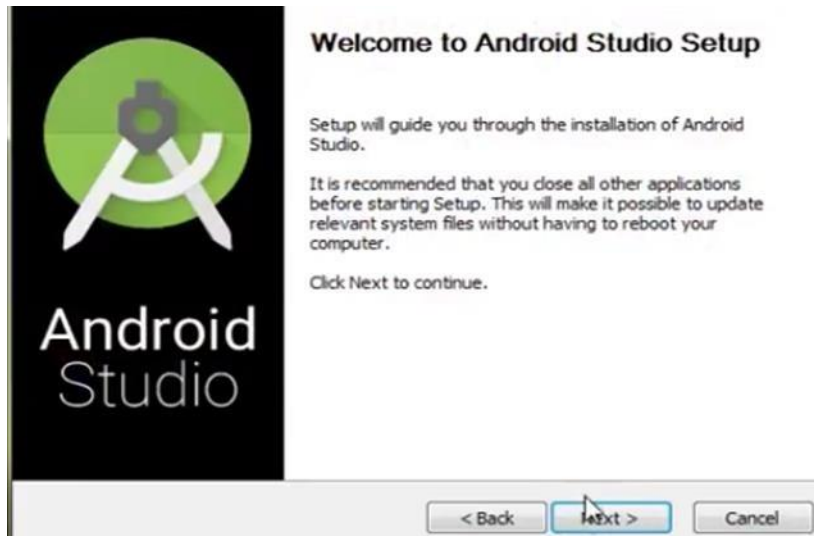 Welcome to Android Studio Setup
Setup will guide you through the installation of Android
Studio.
It is recommended that you close all other applications
before starting Setup. This will make it possible to update
relevant system files without having to reboot your
computer.
Click Next to continue.
Android
Studio
< Back
Next >
Cancel